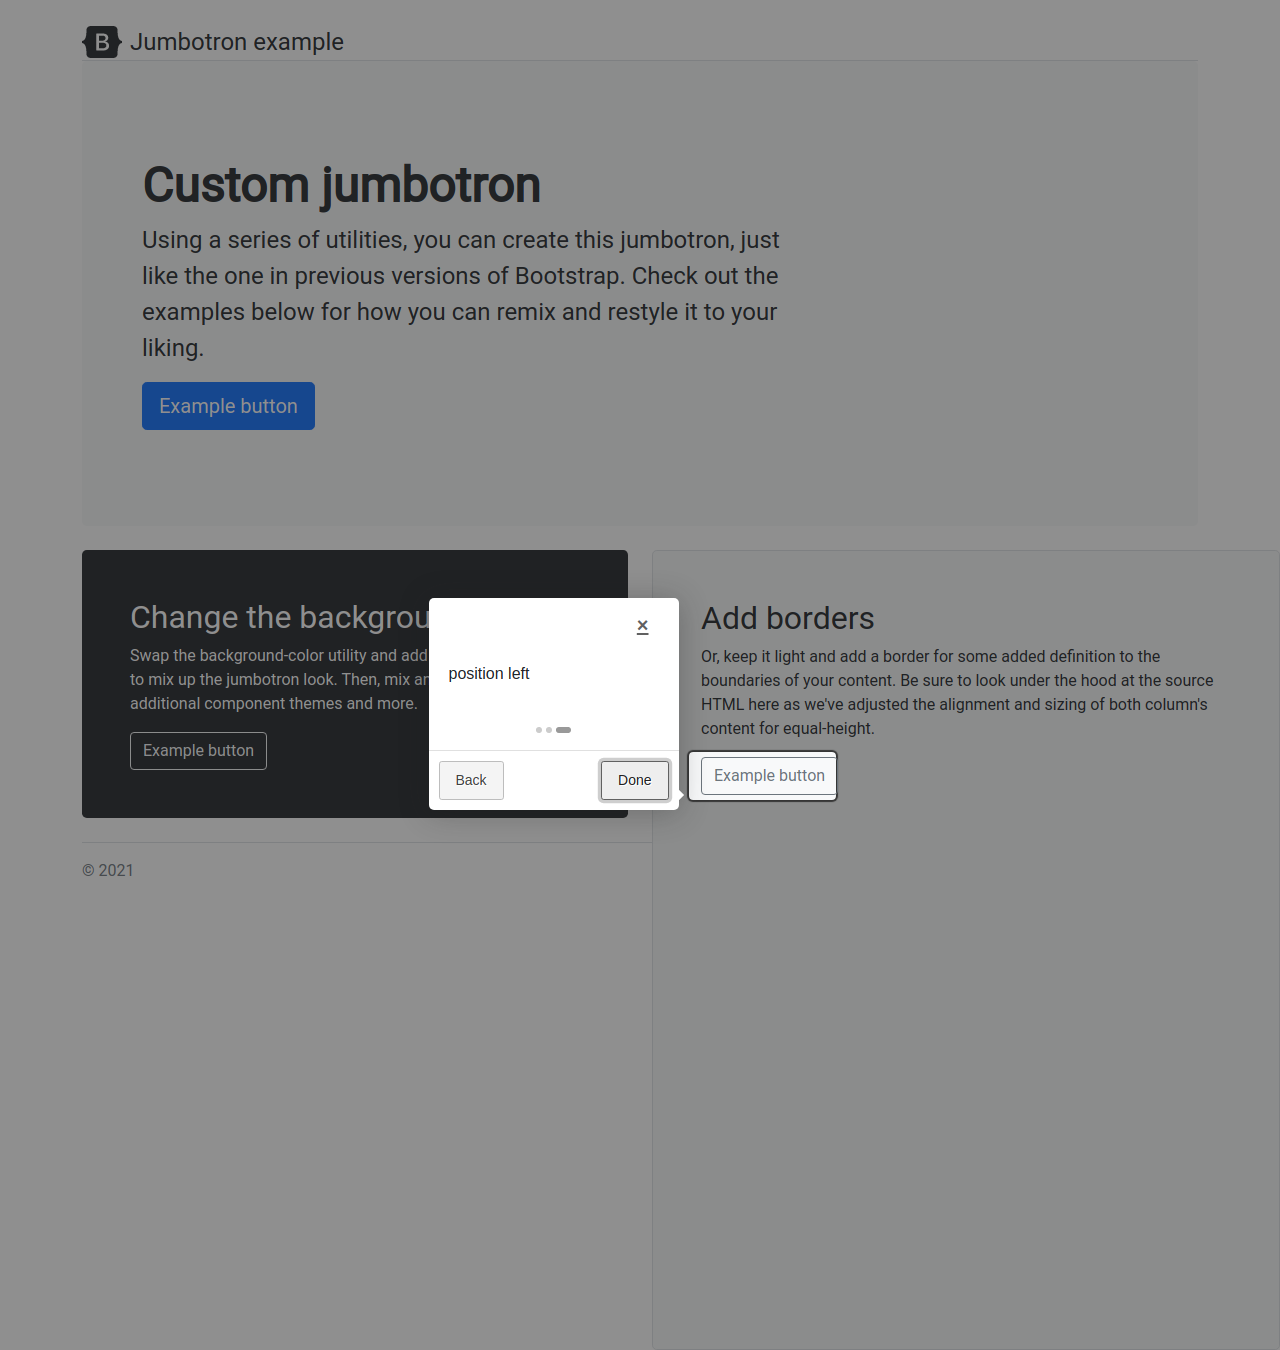 B Jumbotron example
Custom jumbotron
Using a series of utilities, you can create this jumbotron, just
like the one in previous versions of Bootstrap. Check out the
examples below for how you can remix and restyle it to your
liking.
Example button
Change the backgrou
Swap the background-color utility and add
to mix up the jumbotron look. Then, mix ar
additional component themes and more.
Example button
×
position left
Back
Done
Add borders
Or, keep it light and add a border for some added definition to the
boundaries of your content. Be sure to look under the hood at the source
HTML here as we've adjusted the alignment and sizing of both column's
content for equal-height.
Example button
© 2021